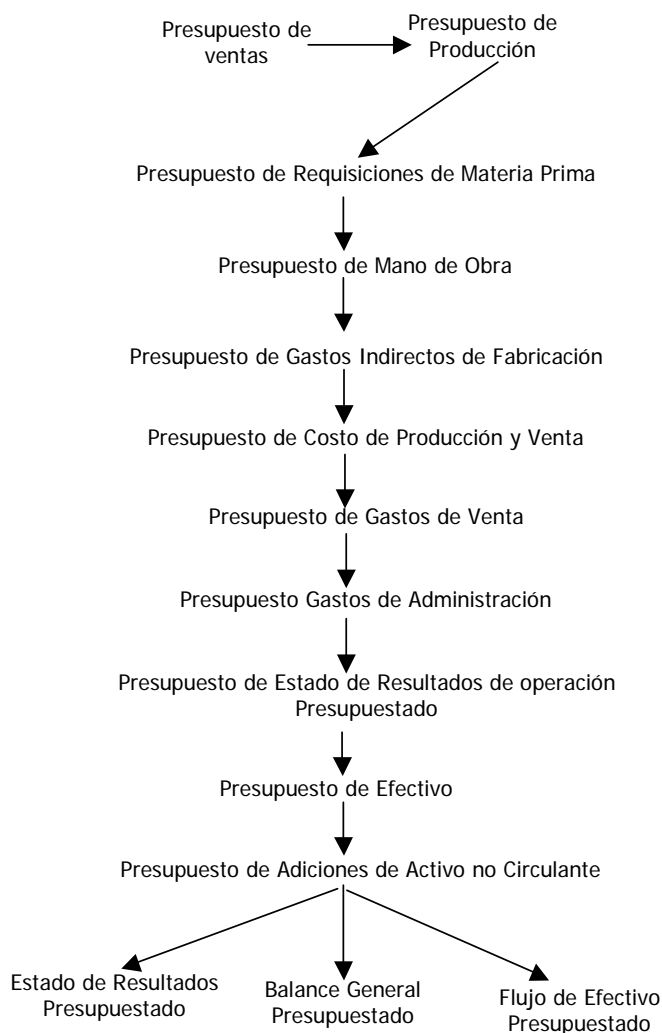 Presupuesto de
ventas
Presupuesto de
Producción
Presupuesto de Requisiciones de Materia Prima
Presupuesto de Mano de Obra
Presupuesto de Gastos Indirectos de Fabricación
Presupuesto de Costo de Producción y Venta
Presupuesto de Gastos de Venta
Presupuesto Gastos de Administración
Presupuesto de Estado de Resultados de operación
Presupuestado
Presupuesto de Efectivo
Presupuesto de Adiciones de Activo no Circulante
Estado de Resultados
Presupuestado
Balance General
Presupuestado
Flujo de Efectivo
Presupuestado